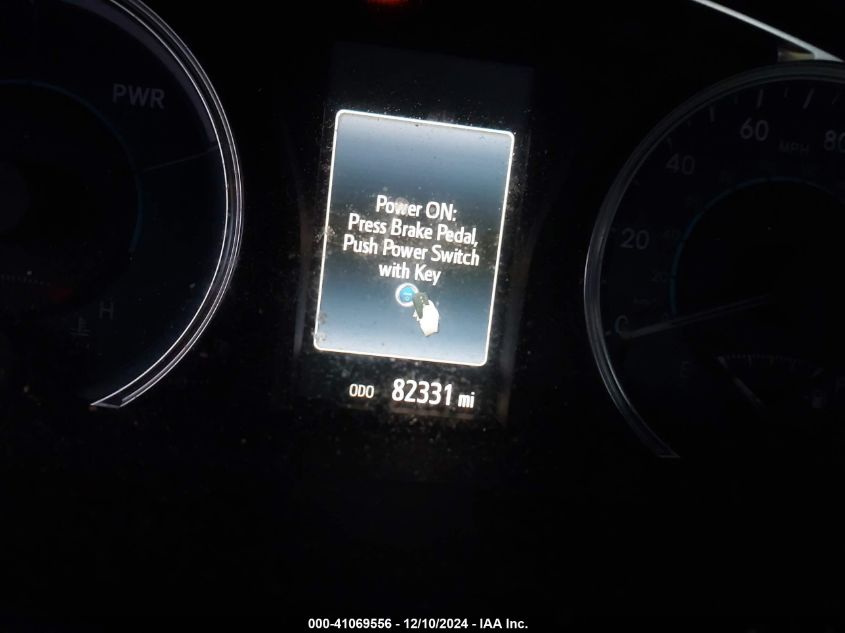 PWR
H
Power ON:
Press Brake Pedal,
Push Power Switch
with Key
ODO 82331 mi
80
60
MPH
40
20
000-41069556 - 12/10/2024 - IAA Inc.